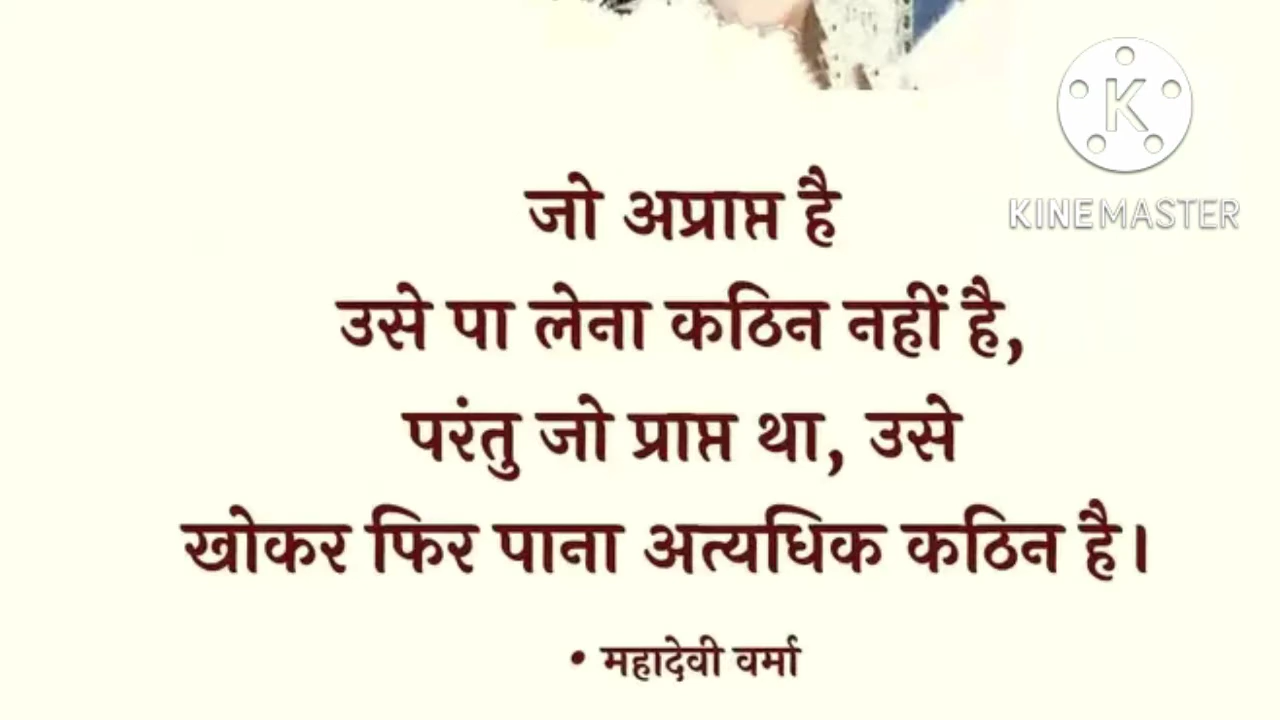 KINEMASTER
जो अप्राप्त है
उसे पा लेना कठिन नहीं है,
परंतु जो प्राप्त था, उसे
खोकर फिर पाना अत्यधिक कठिन है।
• महादेवी वर्मा